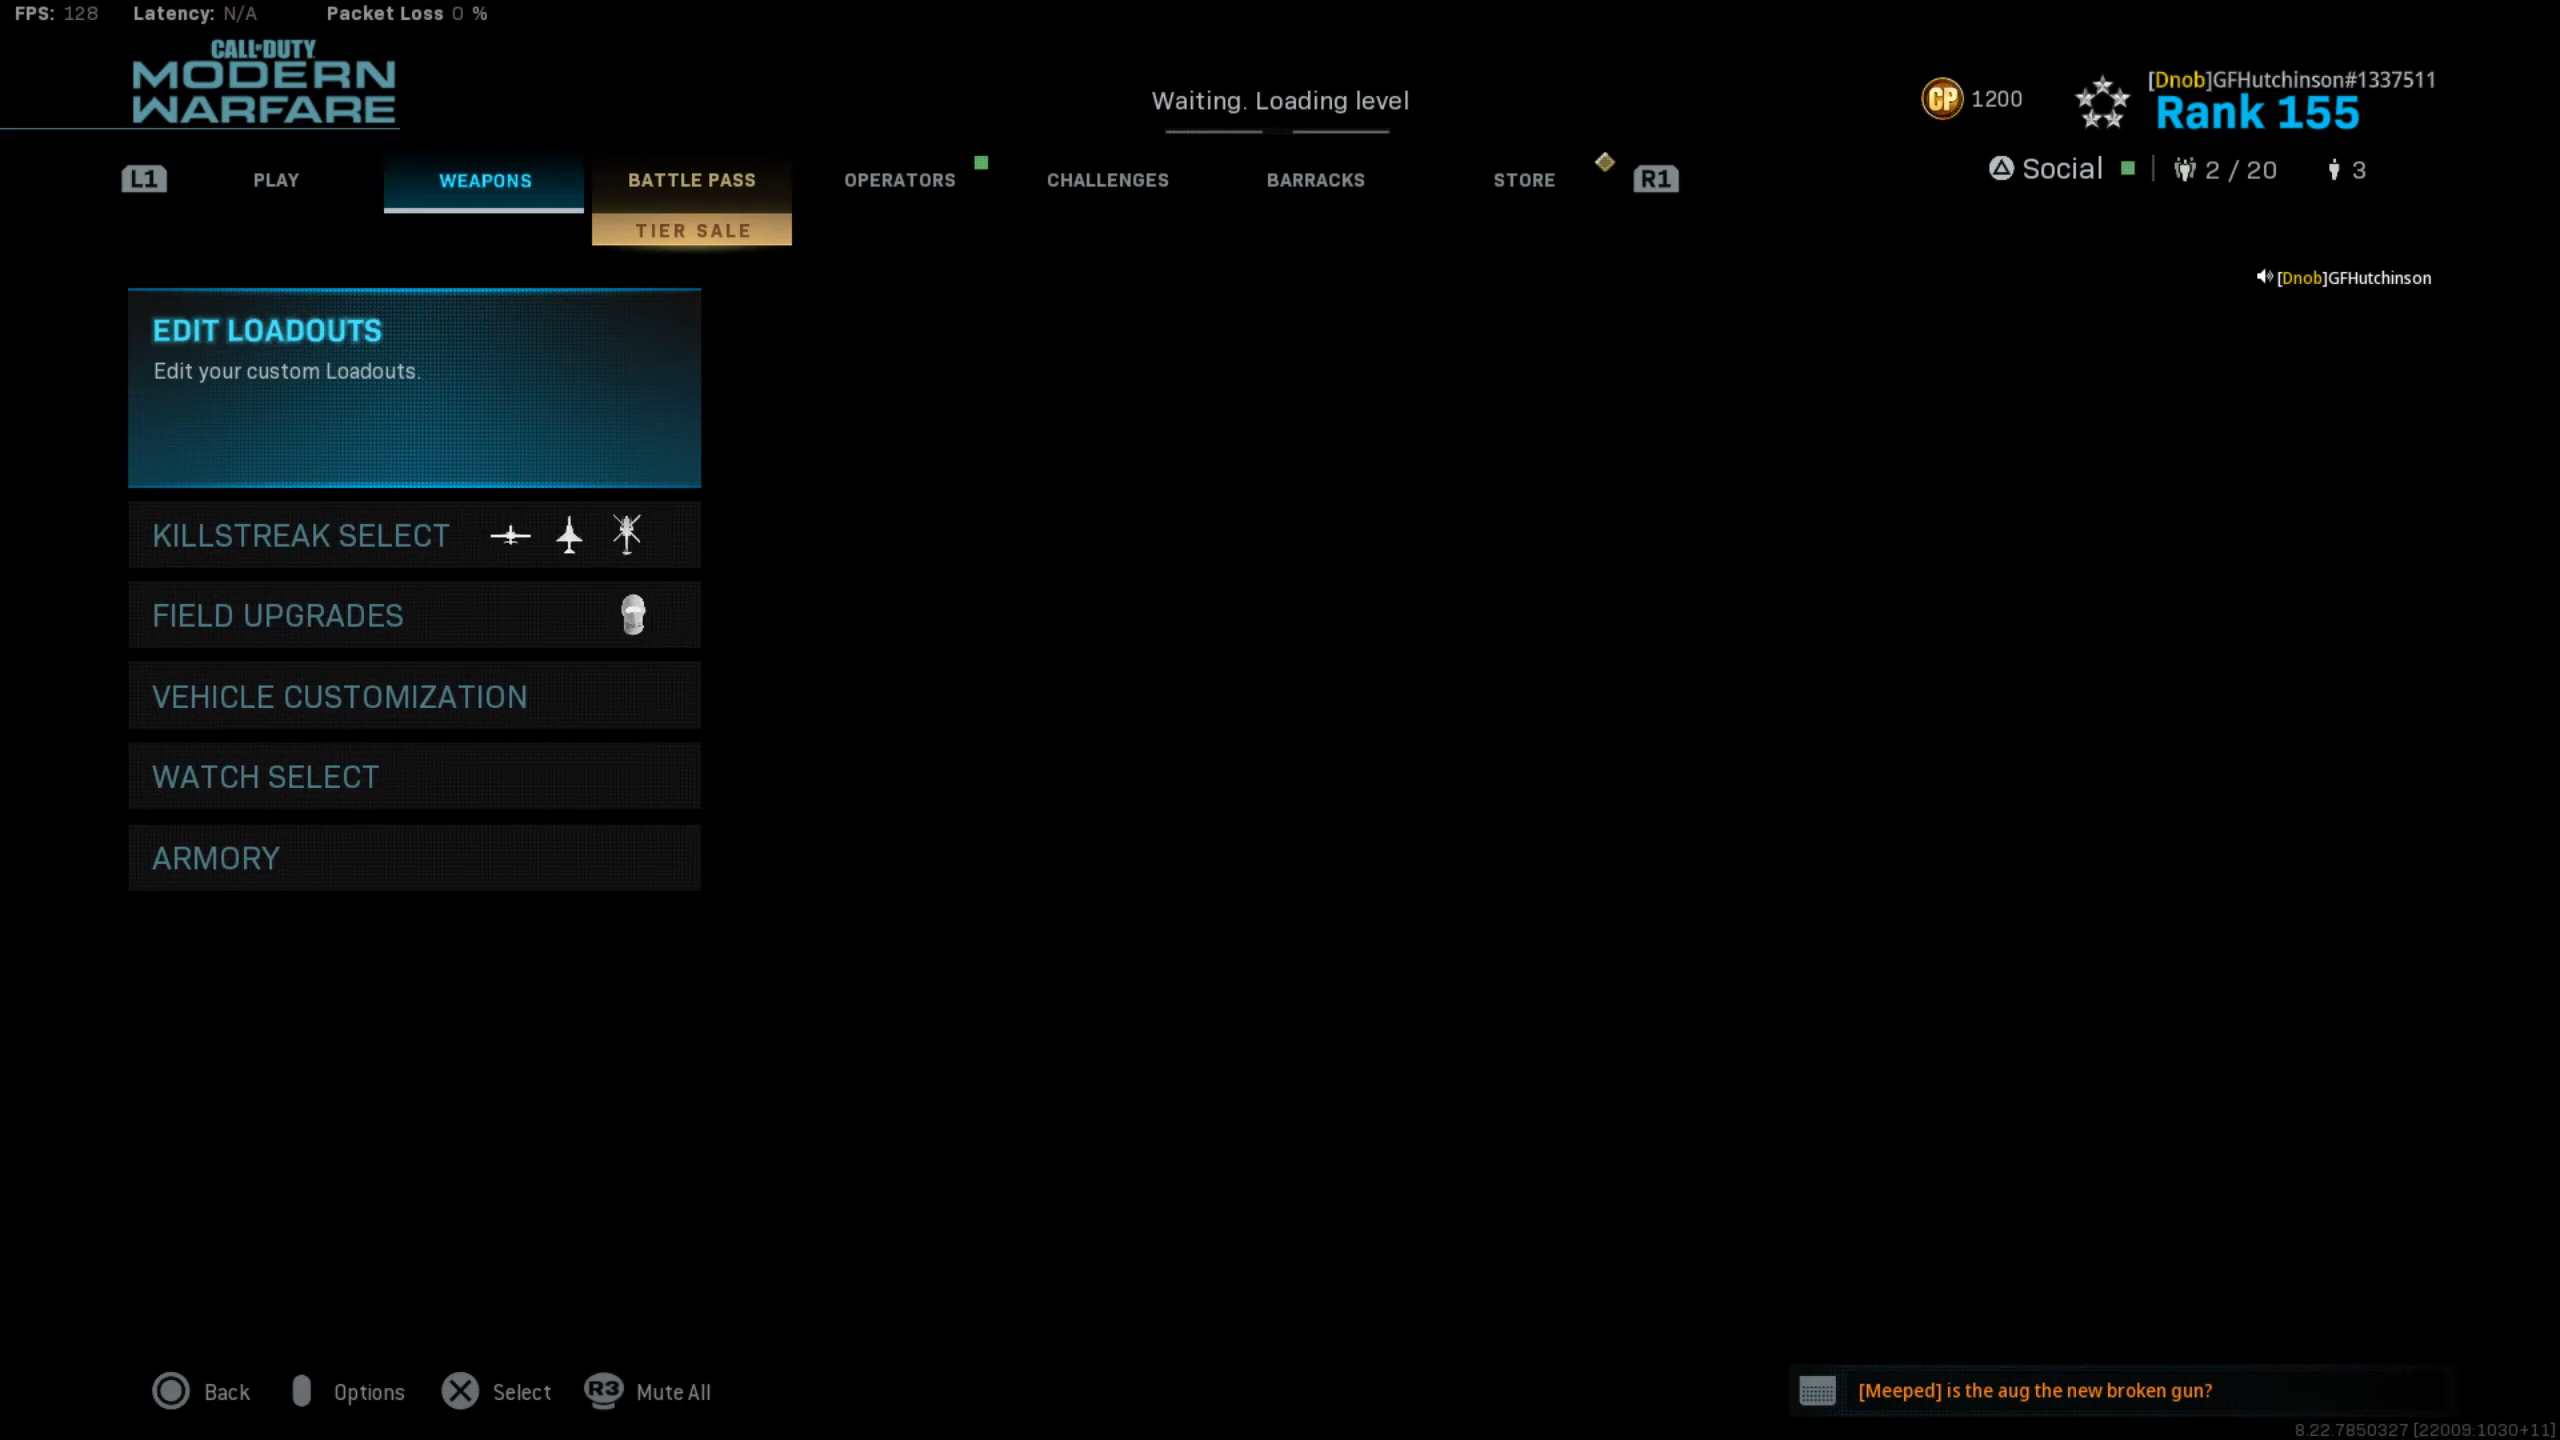 FPS: 128 Latency: N/A Packet Loss 0 %
CALL OF DUTY
MODERN
WARFARE
Waiting. Loading level
CP 1200
[Dnob]GFHutchinson#1337511
Rank 155
L1 PLAY WEAPONS BATTLE PASS OPERATORS CHALLENGES BARRACKS STORE R1
Social 2 / 20 3
TIER SALE
[Dnob]GFHutchinson
EDIT LOADOUTS
Edit your custom Loadouts.
KILLSTREAK SELECT
FIELD UPGRADES
VEHICLE CUSTOMIZATION
WATCH SELECT
ARMORY
Back Options Select R3 Mute All
[Meeped] is the aug the new broken gun?
8.22.7850327 [22009:1030+11]